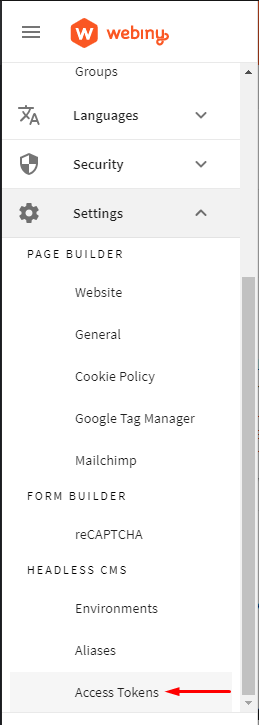 webiny
Groups
Languages
Security
Settings
PAGE BUILDER
Website
General
Cookie Policy
Google Tag Manager
Mailchimp
FORM BUILDER
reCAPTCHA
HEADLESS CMS
Environments
Aliases
Access Tokens